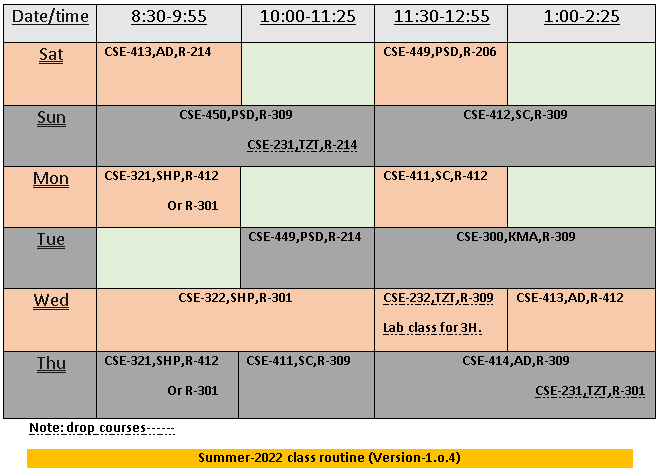 Date/time 8:30-9:55 10:00-11:25 11:30-12:55 1:00-2:25
Sat CSE-413,AD,R-214 CSE-449,PSD,R-206
Sun CSE-450,PSD,R-309 CSE-412,SC,R-309
CSE-231,TZT,R-214
Mon CSE-321,SHP,R-412 CSE-411,SC,R-412
Or R-301
Tue CSE-449,PSD,R-214 CSE-300,KMA,R-309
Wed CSE-322,SHP,R-301 CSE-232,TZT,R-309 CSE-413,AD,R-412
Lab class for 3H.
Thu CSE-321,SHP,R-412 CSE-411,SC,R-309 CSE-414,AD,R-309
Or R-301 CSE-231,TZT,R-301
Note: drop courses------
Summer-2022 class routine (Version-1.o.4)